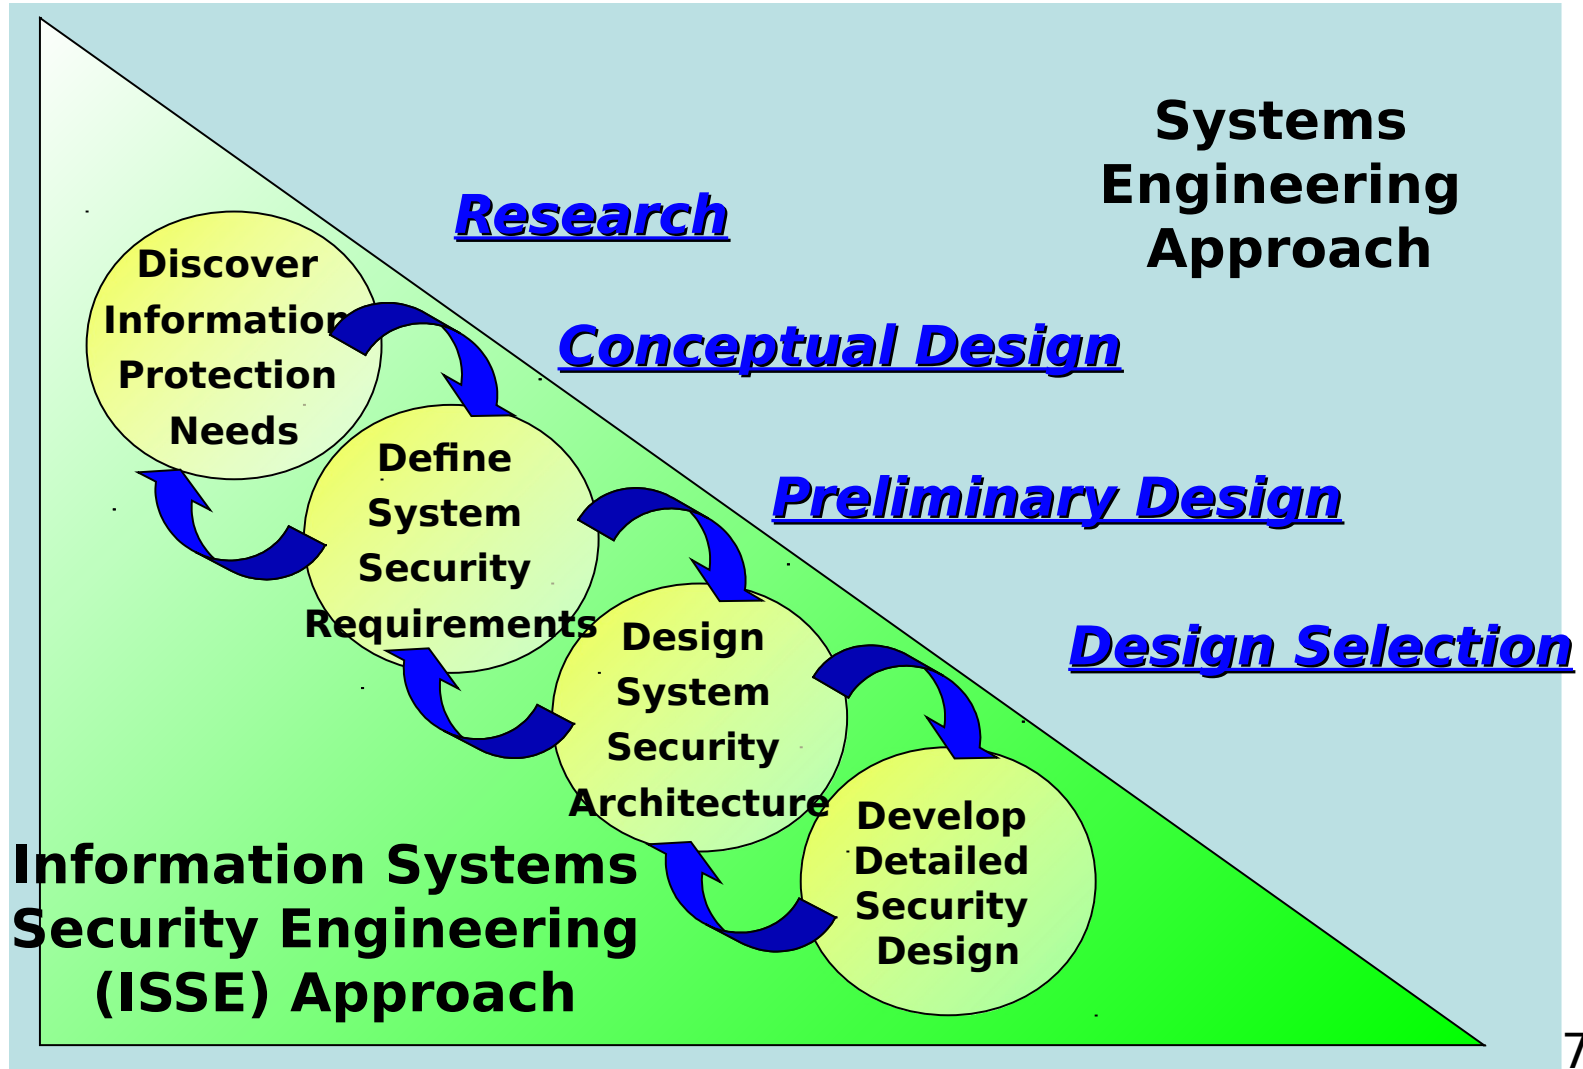 Systems
Engineering
Approach
Research
Conceptual Design
Preliminary Design
Design Selection
Discover
Information
Protection
Needs
Define
System
Security
Requirements
Design
System
Security
Architecture
Develop
Detailed
Security
Design
Information Systems
Security Engineering
(ISSE) Approach
7